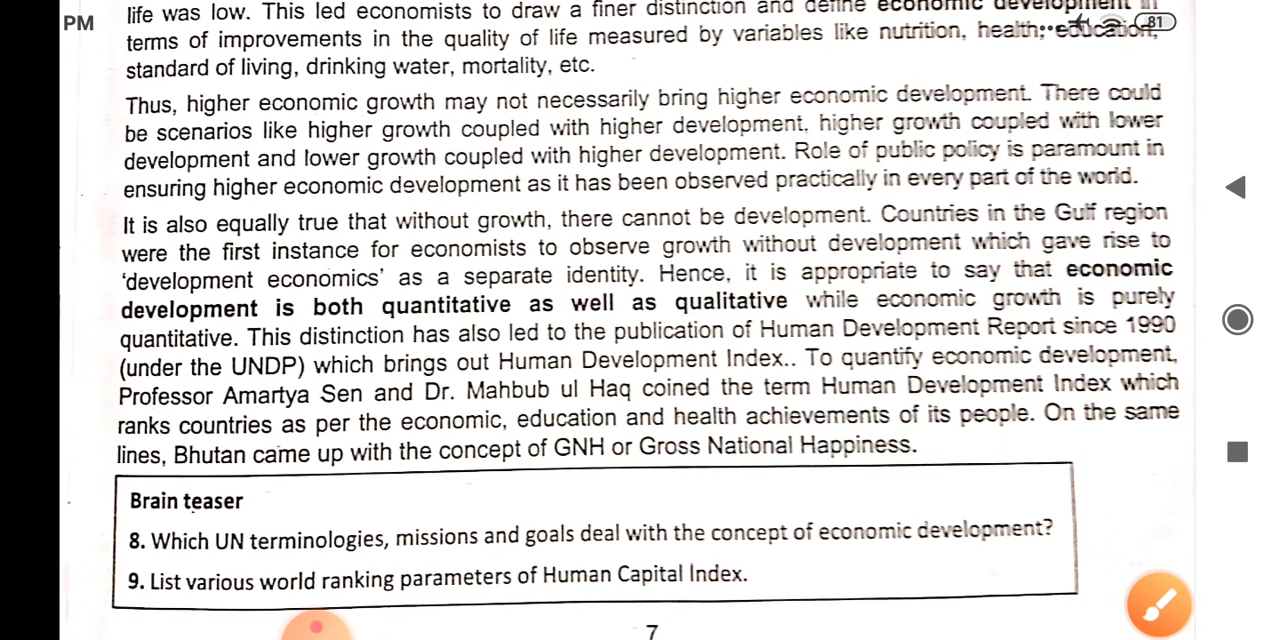 PM
81
life was low. This led economists to draw a finer distinction and define economic development in
terms of improvements in the quality of life measured by variables like nutrition, health, education,
standard of living, drinking water, mortality, etc.
Thus, higher economic growth may not necessarily bring higher economic development. There could
be scenarios like higher growth coupled with higher development, higher growth coupled with lower
development and lower growth coupled with higher development. Role of public policy is paramount in
ensuring higher economic development as it has been observed practically in every part of the world.
It is also equally true that without growth, there cannot be development. Countries in the Gulf region
were the first instance for economists to observe growth without development which gave rise to
‘development economics’ as a separate identity. Hence, it is appropriate to say that economic
development is both quantitative as well as qualitative while economic growth is purely
quantitative. This distinction has also led to the publication of Human Development Report since 1990
(under the UNDP) which brings out Human Development Index.. To quantify economic development,
Professor Amartya Sen and Dr. Mahbub ul Haq coined the term Human Development Index which
ranks countries as per the economic, education and health achievements of its people. On the same
lines, Bhutan came up with the concept of GNH or Gross National Happiness.
Brain teaser
8. Which UN terminologies, missions and goals deal with the concept of economic development?
9. List various world ranking parameters of Human Capital Index.
7